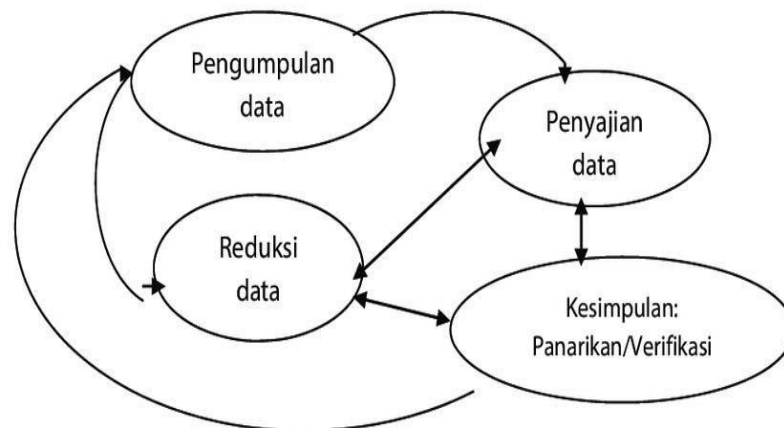 Pengumpulan
data
Penyajian
data
Reduksi
data
Kesimpulan:
Panarikan/Verifikasi